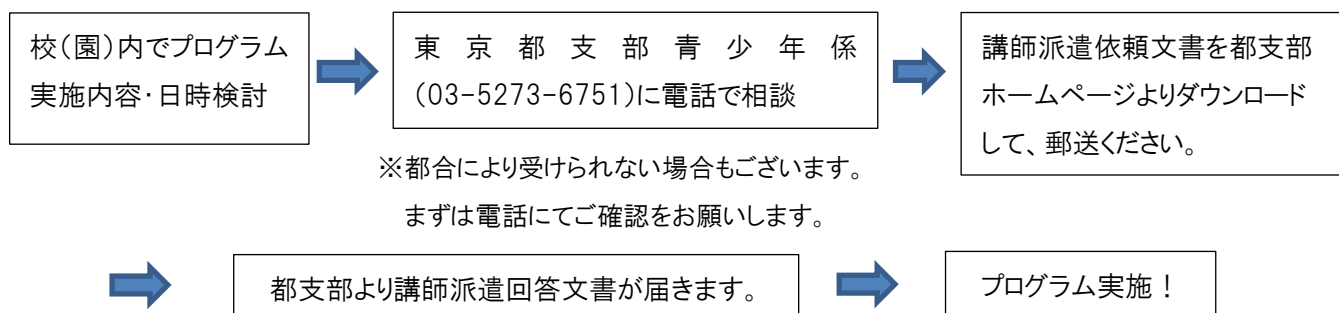 校(園)内でプログラム
実施内容・日時検討
東京都支部青少年係
(03-5273-6751)に電話で相談
※都合により受けられない場合もございます。
まずは電話にてご確認をお願いします。
講師派遣依頼文書を都支部
ホームページよりダウンロード
して、郵送ください。
都支部より講師派遣回答文書が届きます。
プログラム実施！